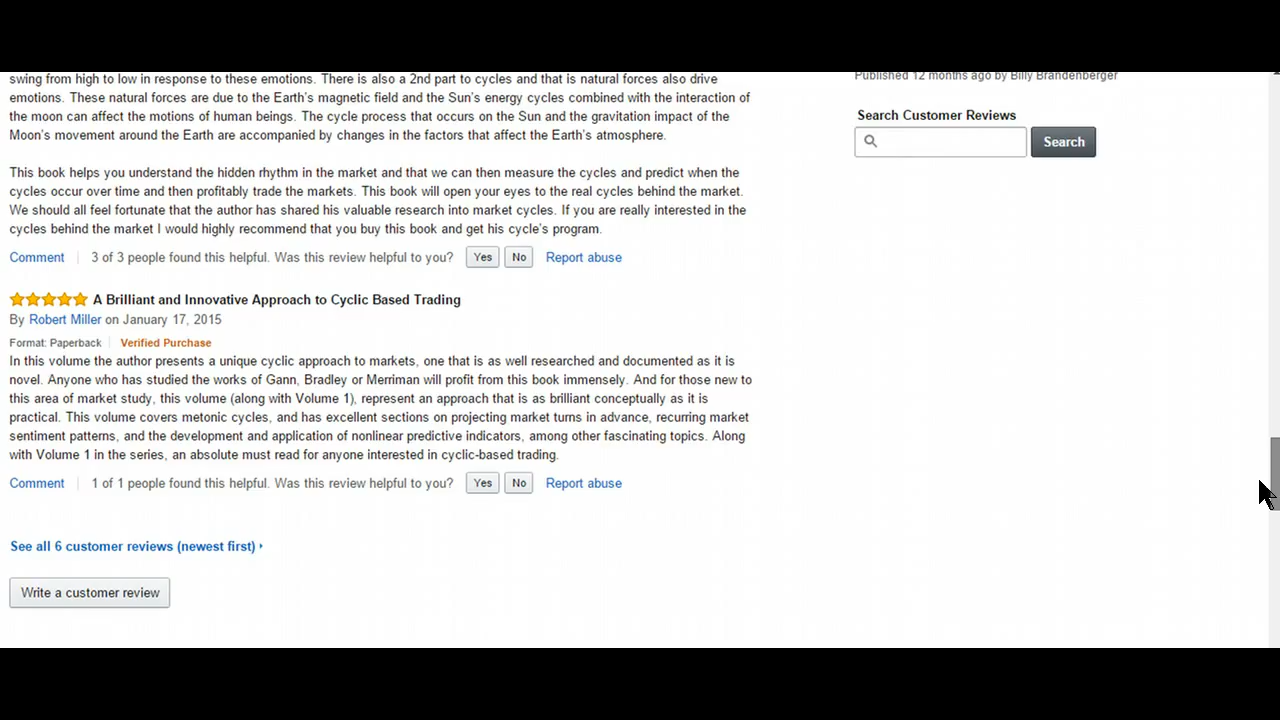 swing from high to low in response to these emotions. There is also a 2nd part to cycles and that is natural forces also drive
emotions. These natural forces are due to the Earth's magnetic field and the Sun's energy cycles combined with the interaction of
the moon can affect the motions of human beings. The cycle process that occurs on the Sun and the gravitation impact of the
Moon's movement around the Earth are accompanied by changes in the factors that affect the Earth's atmosphere.
This book helps you understand the hidden rhythm in the market and that we can then measure the cycles and predict when the
cycles occur over time and then profitably trade the markets. This book will open your eyes to the real cycles behind the market.
We should all feel fortunate that the author has shared his valuable research into market cycles. If you are really interested in the
cycles behind the market I would highly recommend that you buy this book and get his cycle's program.
Comment 3 of 3 people found this helpful. Was this review helpful to you? Yes No Report abuse
A Brilliant and Innovative Approach to Cyclic Based Trading
By Robert Miller on January 17, 2015
Format: Paperback Verified Purchase
In this volume the author presents a unique cyclic approach to markets, one that is as well researched and documented as it is
novel. Anyone who has studied the works of Gann, Bradley or Merriman will profit from this book immensely. And for those new to
this area of market study, this volume (along with Volume 1), represent an approach that is as brilliant conceptually as it is
practical. This volume covers metonic cycles, and has excellent sections on projecting market turns in advance, recurring market
sentiment patterns, and the development and application of nonlinear predictive indicators, among other fascinating topics. Along
with Volume 1 in the series, an absolute must read for anyone interested in cyclic-based trading.
Comment 1 of 1 people found this helpful. Was this review helpful to you? Yes No Report abuse
See all 6 customer reviews (newest first)
Write a customer review
Published 12 months ago by Billy Brandenberger
Search Customer Reviews
Search